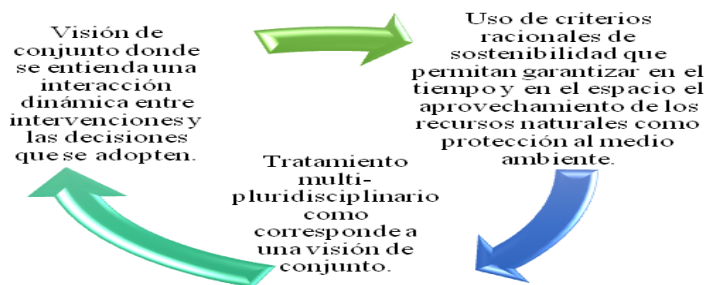 Visión de
conjunto donde
se entienda una
interacción
dinámica entre
intervenciones y
las decisiones
que se adopten.
Uso de criterios
racionales de
sostenibilidad que
permitan garantizar en el
tiempo y en el espacio el
aprovechamiento de los
recursos naturales como
protección al medio
ambiente.
Tratamiento
multi-
pluridisciplinario
como
corresponde a
una visión de
conjunto.